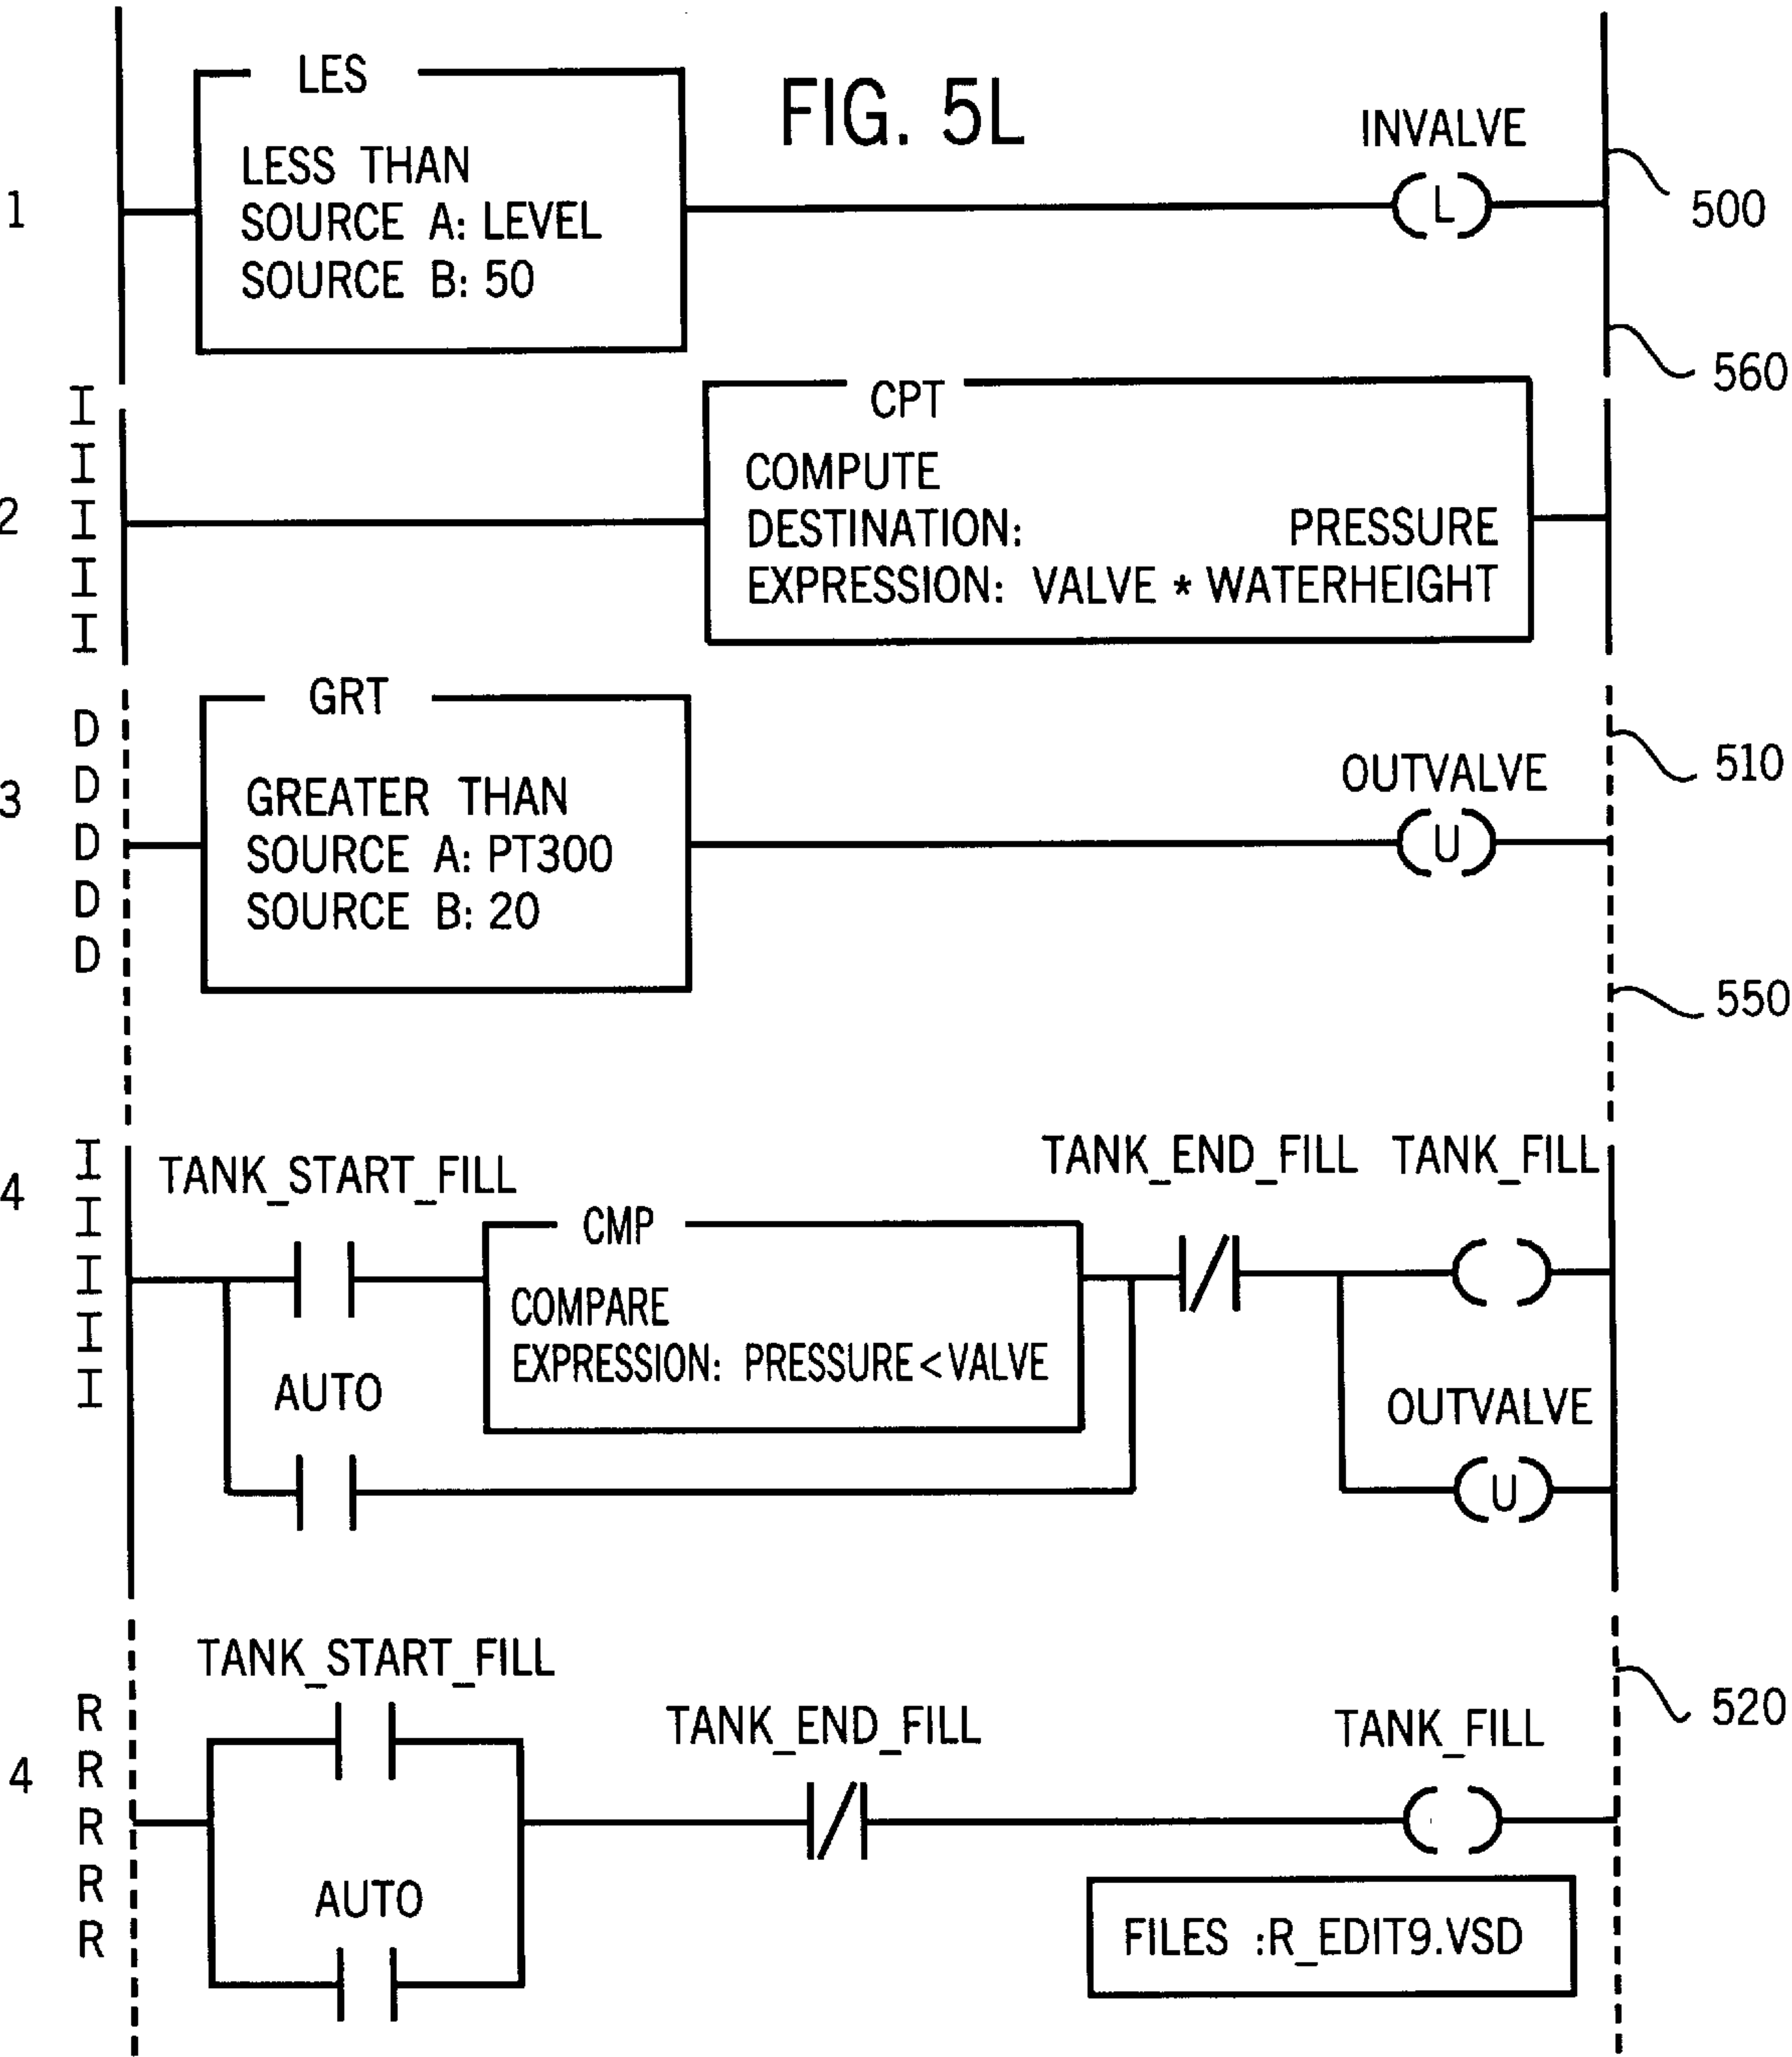 FIG. 5L
1
LES
LESS THAN
SOURCE A: LEVEL
SOURCE B: 50
INVALVE
L
500
560
2
I
I
I
I
I
CPT
COMPUTE
DESTINATION: PRESSURE
EXPRESSION: VALVE * WATERHEIGHT
3
D
D
D
D
D
GRT
GREATER THAN
SOURCE A: PT300
SOURCE B: 20
OUTVALVE
U
510
550
4
I
I
I
I
I
TANK_START_FILL
CMP
COMPARE
EXPRESSION: PRESSURE<VALVE
AUTO
TANK_END_FILL
TANK_FILL
OUTVALVE
U
520
4
R
R
R
R
R
TANK_START_FILL
AUTO
TANK_END_FILL
TANK_FILL
FILES :R_EDIT9.VSD